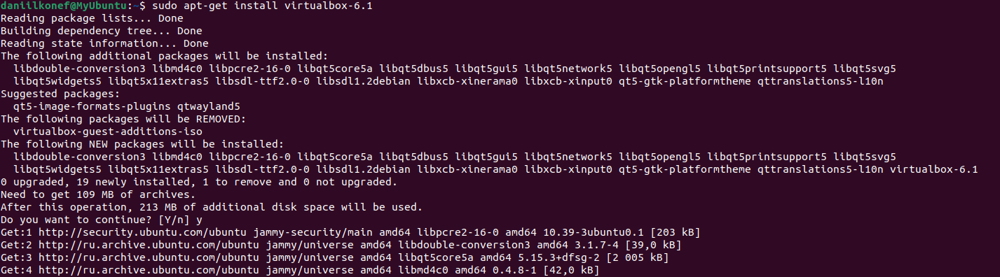 daniilkonef@MyUbuntu:~$ sudo apt-get install virtualbox-6.1
Reading package lists... Done
Building dependency tree... Done
Reading state information... Done
The following additional packages will be installed:
  libdouble-conversion3 libmd4c0 libpcre2-16-0 libqt5core5a libqt5dbus5 libqt5gui5 libqt5network5 libqt5opengl5 libqt5printsupport5 libqt5svg5
  libqt5widgets5 libqt5x11extras5 libsdl-ttf2.0-0 libsdl1.2debian libxcb-xinerama0 libxcb-xinput0 qt5-gtk-platformtheme qttranslations5-l10n
Suggested packages:
  qt5-image-formats-plugins qtwayland5
The following packages will be REMOVED:
  virtualbox-guest-additions-iso
The following NEW packages will be installed:
  libdouble-conversion3 libmd4c0 libpcre2-16-0 libqt5core5a libqt5dbus5 libqt5gui5 libqt5network5 libqt5opengl5 libqt5printsupport5 libqt5svg5
  libqt5widgets5 libqt5x11extras5 libsdl-ttf2.0-0 libsdl1.2debian libxcb-xinerama0 libxcb-xinput0 qt5-gtk-platformtheme qttranslations5-l10n virtualbox-6.1
0 upgraded, 19 newly installed, 1 to remove and 0 not upgraded.
Need to get 109 MB of archives.
After this operation, 213 MB of additional disk space will be used.
Do you want to continue? [Y/n] y
Get:1 http://security.ubuntu.com/ubuntu jammy-security/main amd64 libpcre2-16-0 amd64 10.39-3ubuntu0.1 [203 kB]
Get:2 http://ru.archive.ubuntu.com/ubuntu jammy/universe amd64 libdouble-conversion3 amd64 3.1.7-4 [39,0 kB]
Get:3 http://ru.archive.ubuntu.com/ubuntu jammy/universe amd64 libqt5core5a amd64 5.15.3+dfsg-2 [2 005 kB]
Get:4 http://ru.archive.ubuntu.com/ubuntu jammy/universe amd64 libmd4c0 amd64 0.4.8-1 [42,0 kB]